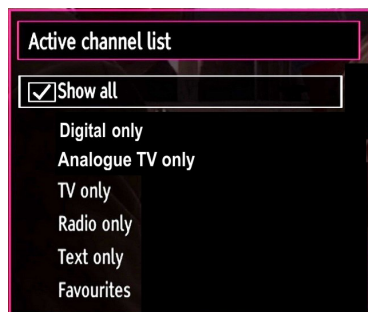 Active channel list
Show all
Digital only
Analogue TV only
TV only
Radio only
Text only
Favourites